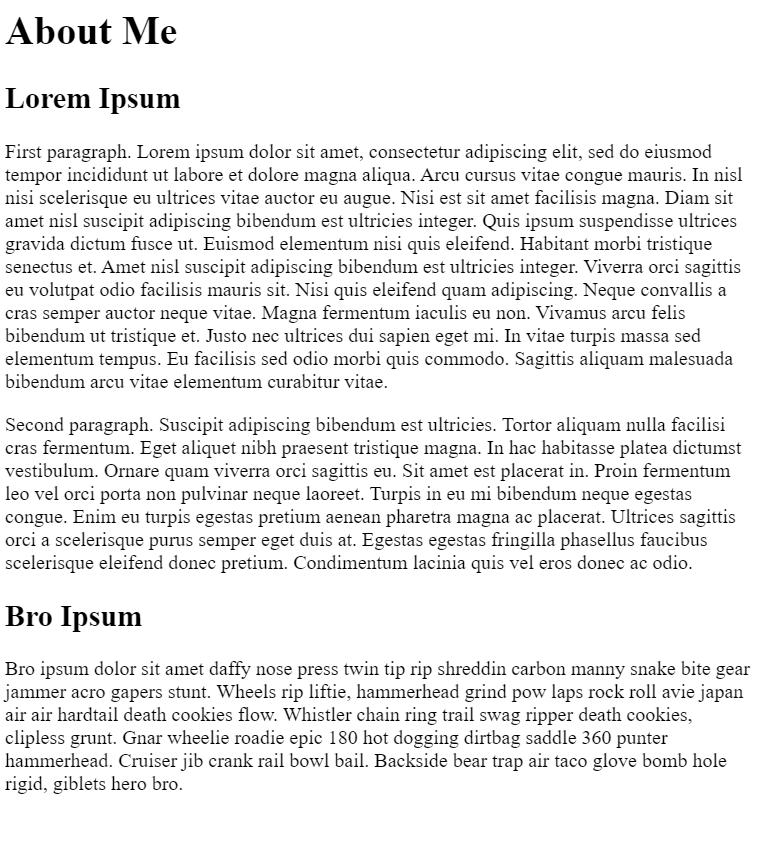 About Me
Lorem Ipsum
First paragraph. Lorem ipsum dolor sit amet, consectetur adipiscing elit, sed do eiusmod
tempor incididunt ut labore et dolore magna aliqua. Arcu cursus vitae congue mauris. In nisl
nisi scelerisque eu ultrices vitae auctor eu augue. Nisi est sit amet facilisis magna. Diam sit
amet nisl suscipit adipiscing bibendum est ultricies integer. Quis ipsum suspendisse ultrices
gravida dictum fusce ut. Euismod elementum nisi quis eleifend. Habitant morbi tristique
senectus et. Amet nisl suscipit adipiscing bibendum est ultricies integer. Viverra orci sagittis
eu volutpat odio facilisis mauris sit. Nisi quis eleifend quam adipiscing. Neque convallis a
cras semper auctor neque vitae. Magna fermentum iaculis eu non. Vivamus arcu felis
bibendum ut tristique et. Justo nec ultrices dui sapien eget mi. In vitae turpis massa sed
elementum tempus. Eu facilisis sed odio morbi quis commodo. Sagittis aliquam malesuada
bibendum arcu vitae elementum curabitur vitae.
Second paragraph. Suscipit adipiscing bibendum est ultricies. Tortor aliquam nulla facilisi
cras fermentum. Eget aliquet nibh praesent tristique magna. In hac habitasse platea dictumst
vestibulum. Ornare quam viverra orci sagittis eu. Sit amet est placerat in. Proin fermentum
leo vel orci porta non pulvinar neque laoreet. Turpis in eu mi bibendum neque egestas
congue. Enim eu turpis egestas pretium aenean pharetra magna ac placerat. Ultrices sagittis
orci a scelerisque purus semper eget duis at. Egestas egestas fringilla phasellus faucibus
scelerisque eleifend donec pretium. Condimentum lacinia quis vel eros donec ac odio.
Bro Ipsum
Bro ipsum dolor sit amet daffy nose press twin tip rip shreddin carbon manny snake bite gear
jammer acro gapers stunt. Wheels rip liftie, hammerhead grind pow laps rock roll avie japan
air air hardtail death cookies flow. Whistler chain ring trail swag ripper death cookies,
clipless grunt. Gnar wheelie roadie epic 180 hot dogging dirtbag saddle 360 punter
hammerhead. Cruiser jib crank rail bowl bail. Backside bear trap air taco glove bomb hole
rigid, giblets hero bro.